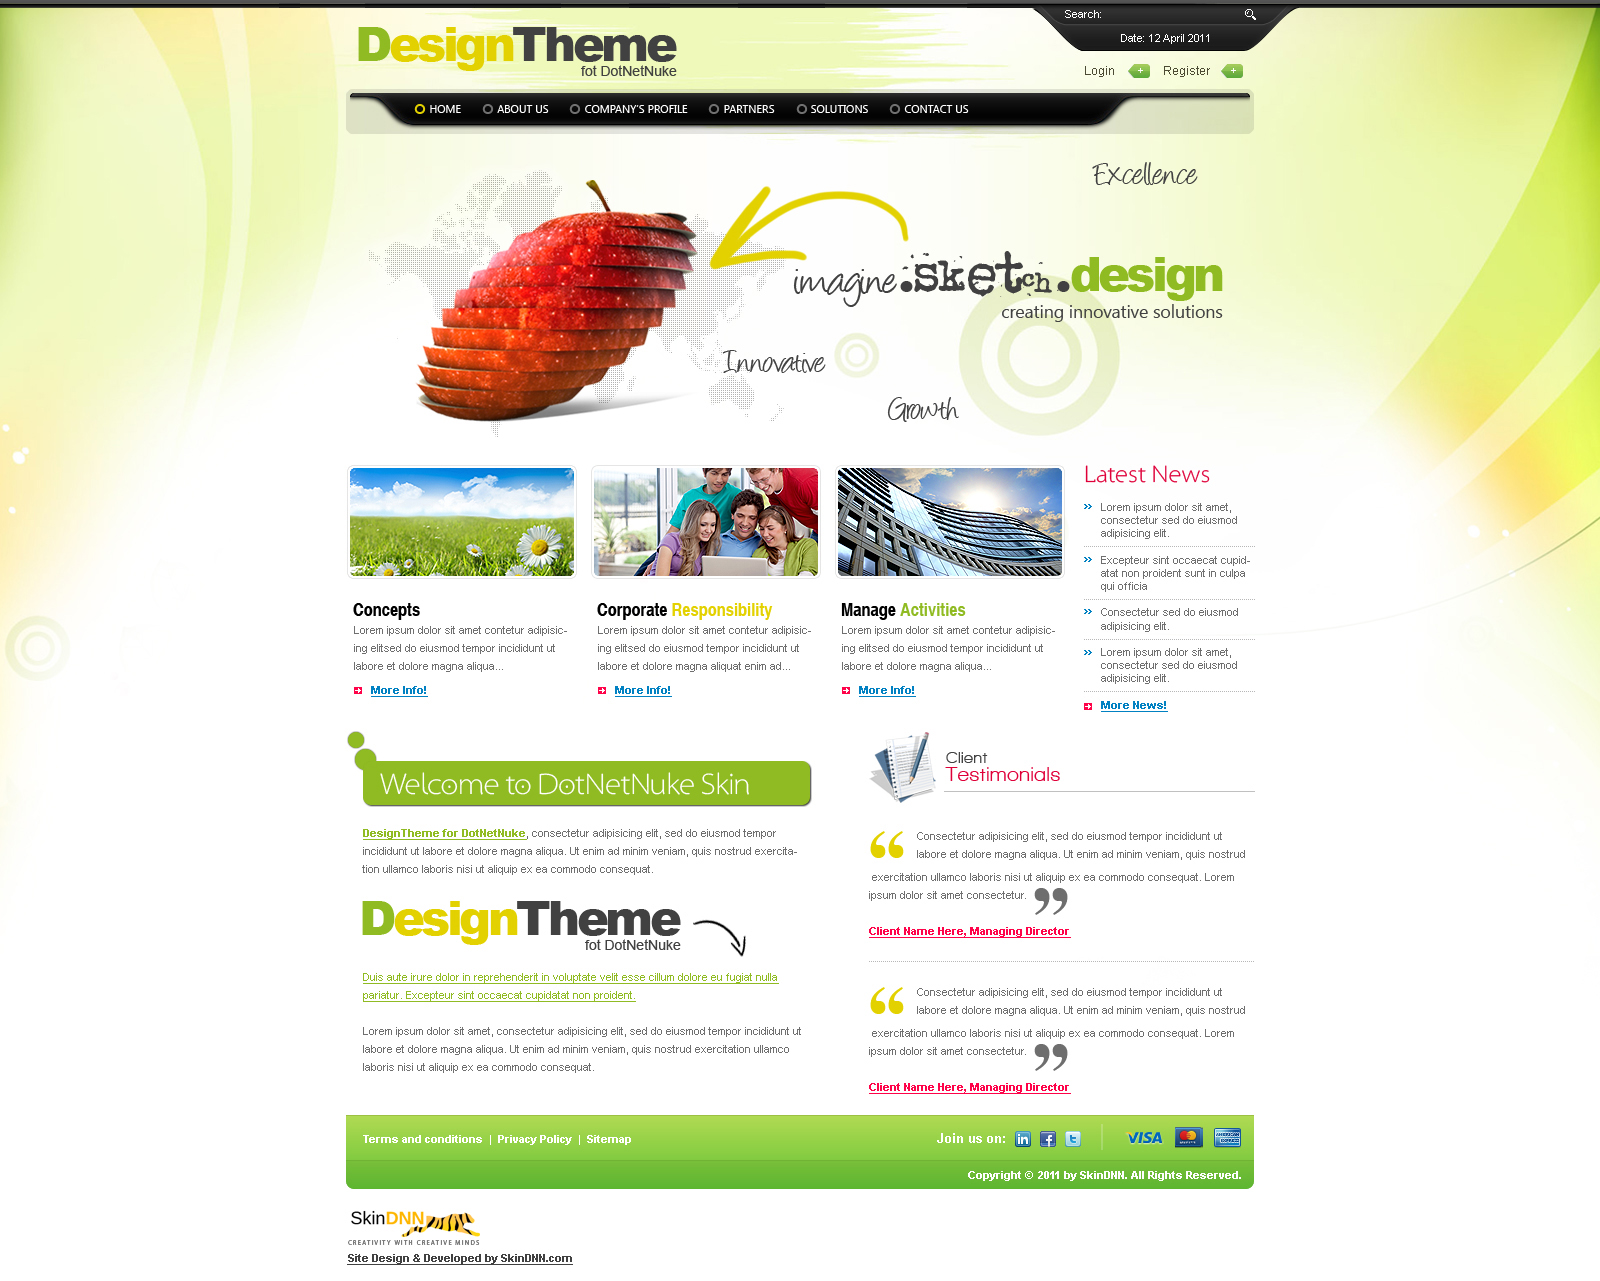 Search:
Date: 12 April 2011
DesignTheme
fot DotNetNuke
Login
Register
HOME
ABOUT US
COMPANY'S PROFILE
PARTNERS
SOLUTIONS
CONTACT US
Excellence
imagine.sketch.design
creating innovative solutions
Innovative
Growth
Concepts
Lorem ipsum dolor sit amet contetur adipisic-
ing elitsed do eiusmod tempor incididunt ut
labore et dolore magna aliqua...
More Info!
Corporate Responsibility
Lorem ipsum dolor sit amet contetur adipisic-
ing elitsed do eiusmod tempor incididunt ut
labore et dolore magna aliquat enim ad...
More Info!
Manage Activities
Lorem ipsum dolor sit amet contetur adipisic-
ing elitsed do eiusmod tempor incididunt ut
labore et dolore magna aliqua...
More Info!
Latest News
Lorem ipsum dolor sit amet,
consectetur sed do eiusmod
adipisicing elit.
Excepteur sint occaecat cupid-
atat non proident sunt in culpa
qui officia
Consectetur sed do eiusmod
adipisicing elit.
Lorem ipsum dolor sit amet,
consectetur sed do eiusmod
adipisicing elit.
More News!
Welcome to DotNetNuke Skin
DesignTheme for DotNetNuke, consectetur adipisicing elit, sed do eiusmod tempor
incididunt ut labore et dolore magna aliqua. Ut enim ad minim veniam, quis nostrud exercita-
tion ullamco laboris nisi ut aliquip ex ea commodo consequat.
DesignTheme
fot DotNetNuke
Duis aute irure dolor in reprehenderit in voluptate velit esse cillum dolore eu fugiat nulla
pariatur. Excepteur sint occaecat cupidatat non proident.
Lorem ipsum dolor sit amet, consectetur adipisicing elit, sed do eiusmod tempor incididunt ut
labore et dolore magna aliqua. Ut enim ad minim veniam, quis nostrud exercitation ullamco
laboris nisi ut aliquip ex ea commodo consequat.
Client
Testimonials
“ Consectetur adipisicing elit, sed do eiusmod tempor incididunt ut
labore et dolore magna aliqua. Ut enim ad minim veniam, quis nostrud
exercitation ullamco laboris nisi ut aliquip ex ea commodo consequat. Lorem
ipsum dolor sit amet consectetur. ”
Client Name Here, Managing Director
“ Consectetur adipisicing elit, sed do eiusmod tempor incididunt ut
labore et dolore magna aliqua. Ut enim ad minim veniam, quis nostrud
exercitation ullamco laboris nisi ut aliquip ex ea commodo consequat. Lorem
ipsum dolor sit amet consectetur. ”
Client Name Here, Managing Director
Terms and conditions | Privacy Policy | Sitemap
Join us on: in f t
VISA
AMERICAN EXPRESS
Copyright © 2011 by SkinDNN. All Rights Reserved.
SkinDNN
CREATIVITY WITH CREATIVE MINDS
Site Design & Developed by SkinDNN.com